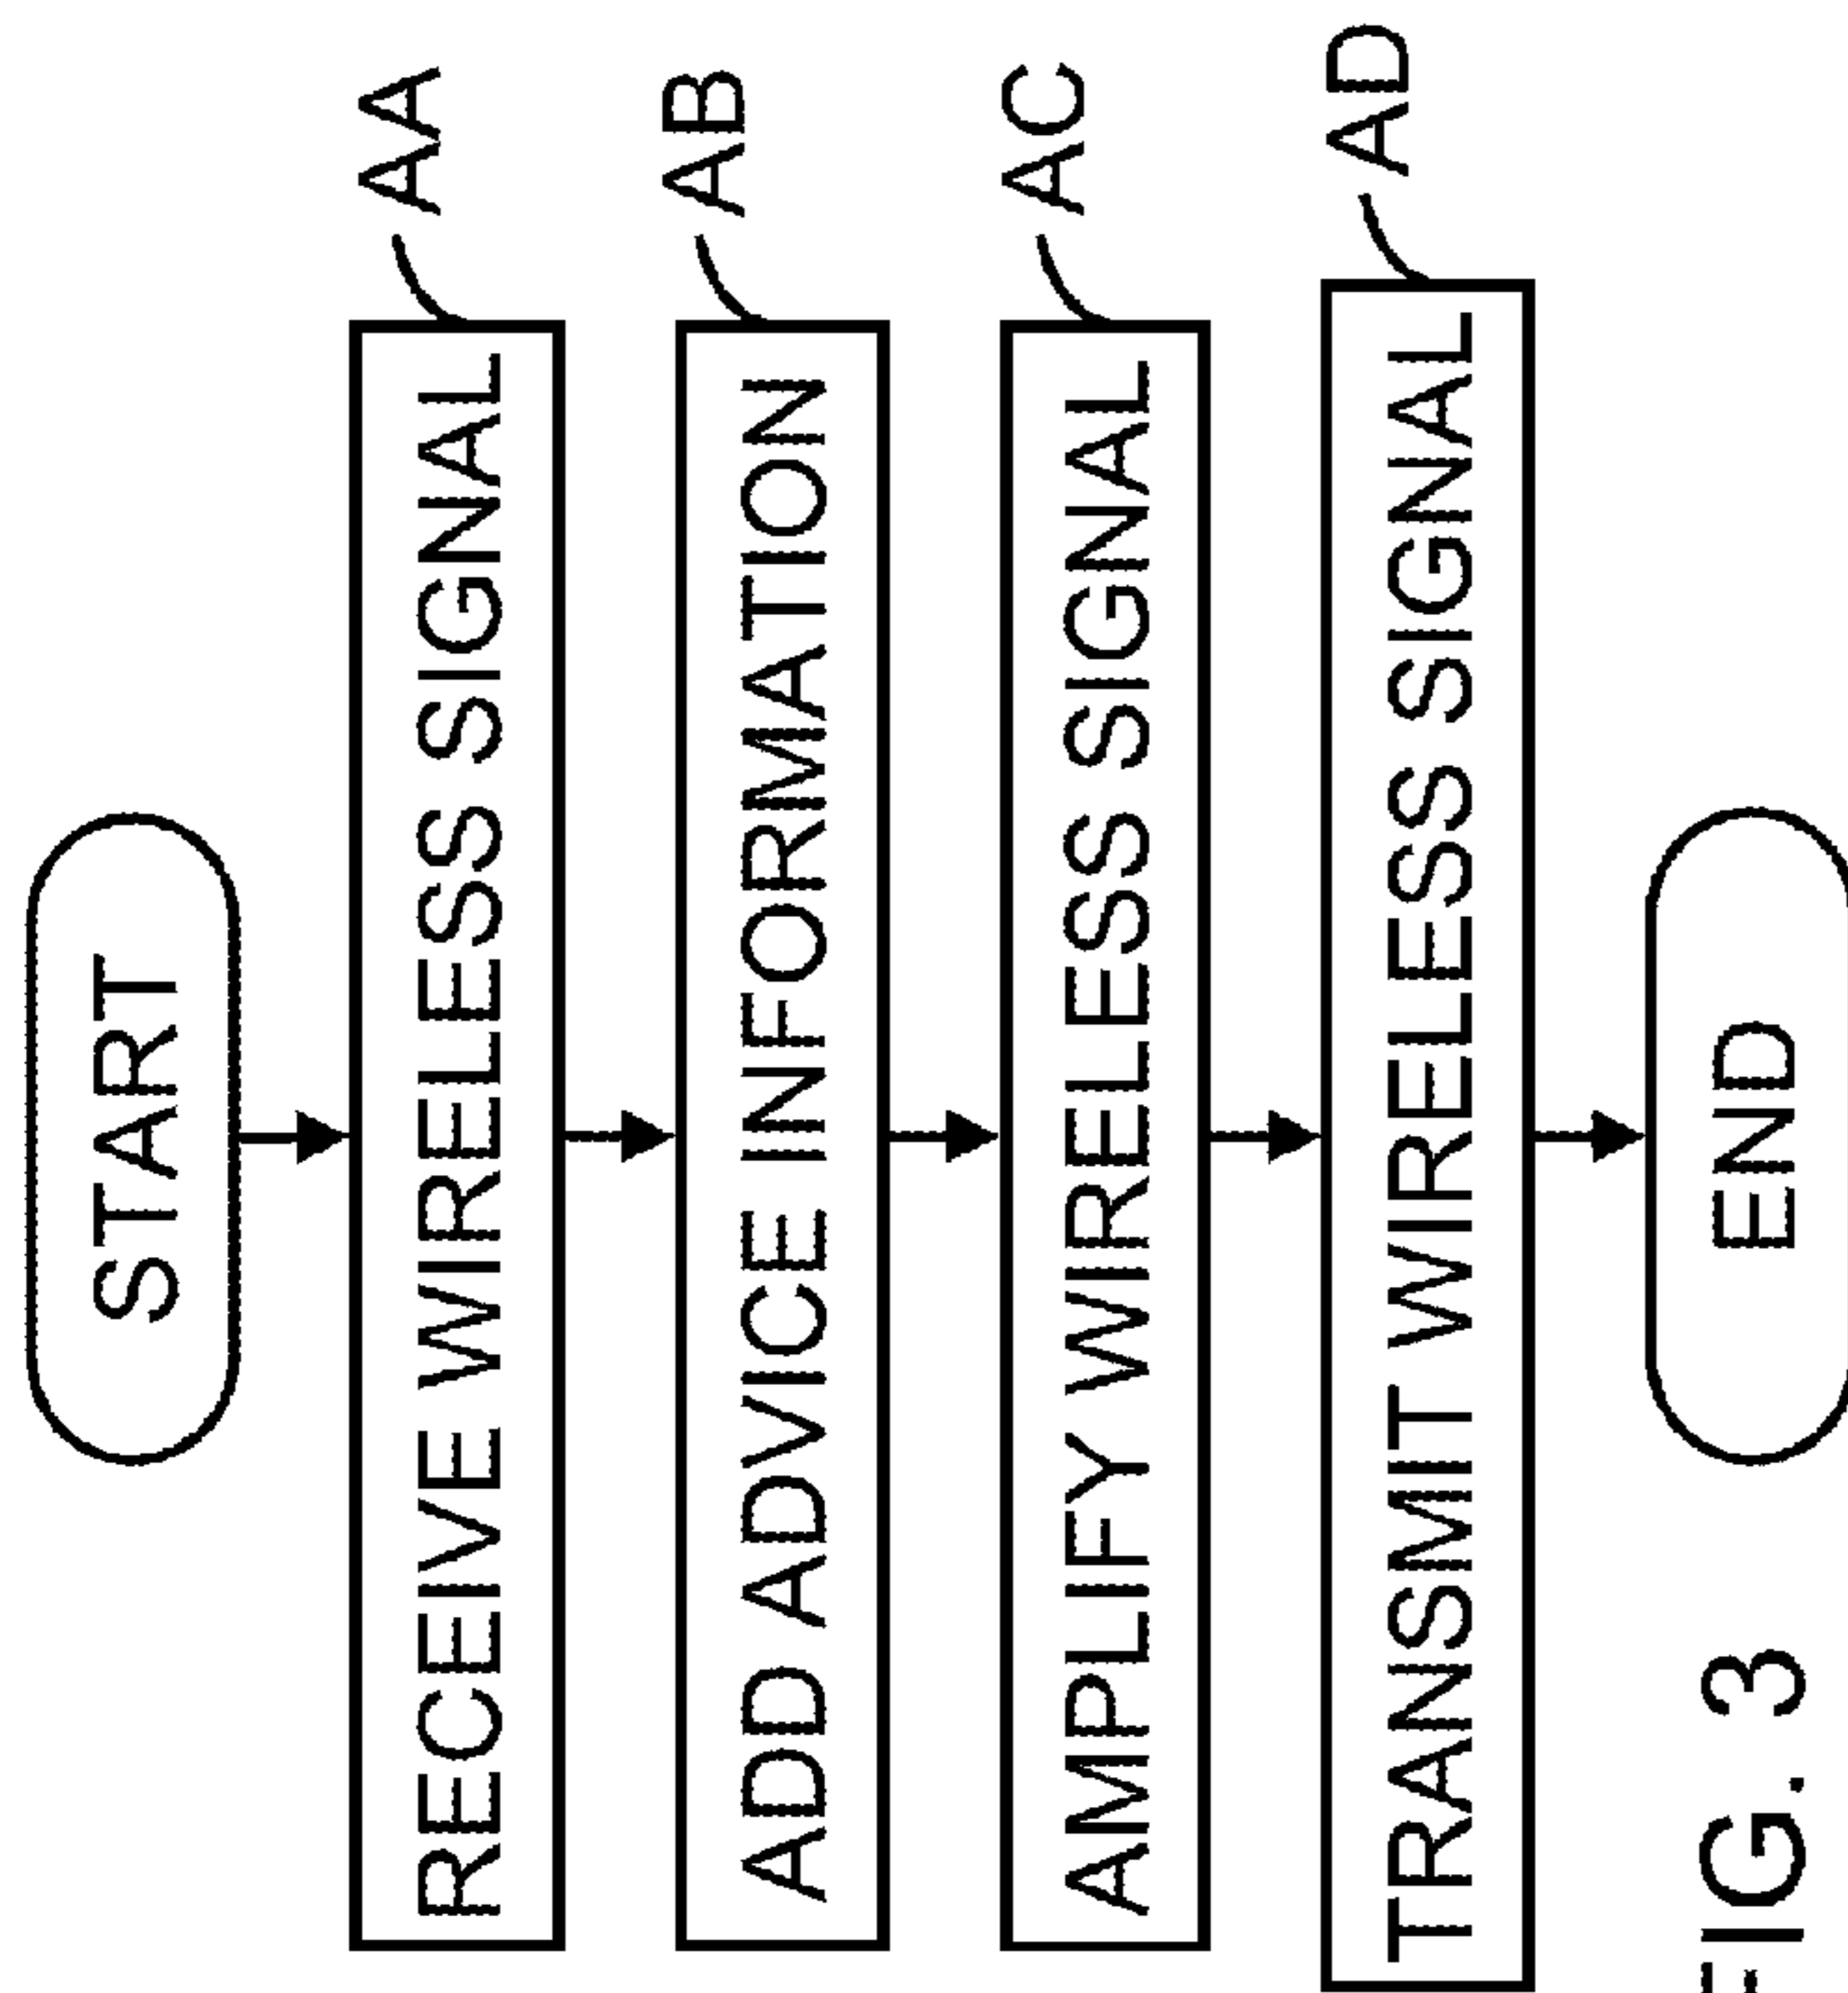 START
RECEIVE WIRELESS SIGNAL
AA
ADD ADVICE INFORMATION
AB
AMPLIFY WIRELESS SIGNAL
AC
TRANSMIT WIRELESS SIGNAL
AD
END
FIG. 3